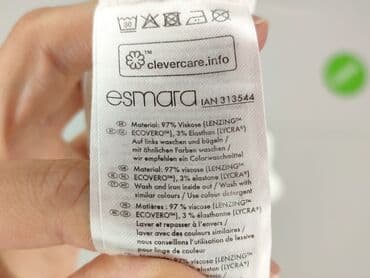 30
clevercare.info
esmara IAN 313544
Material: 97% Viskose (LENZING™
ECOVERO™), 3% Elasthan (LYCRA®)
Auf links waschen und bügeln /
mit ähnlichen Farben waschen /
wir empfehlen ein Colorwaschmittel
Material: 97% viscose (LENZING™
ECOVERO™), 3% elastane (LYCRA®)
Wash and iron inside out / Wash with
similar colours / Use colour detergent
Matières : 97 % viscose (LENZING™
ECOVERO™), 3 % élasthanne (LYCRA®)
Laver et repasser à l'envers /
laver avec des couleurs similaires /
nous conseillons l'utilisation de lessive
pour linge de couleur